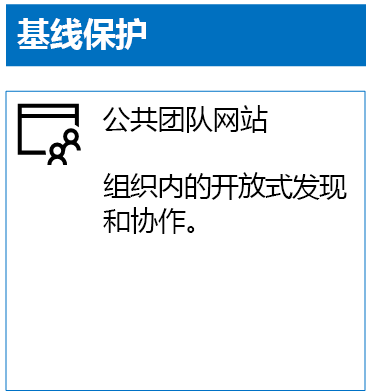 基线保护
公共团队网站
组织内的开放式发现
和协作。